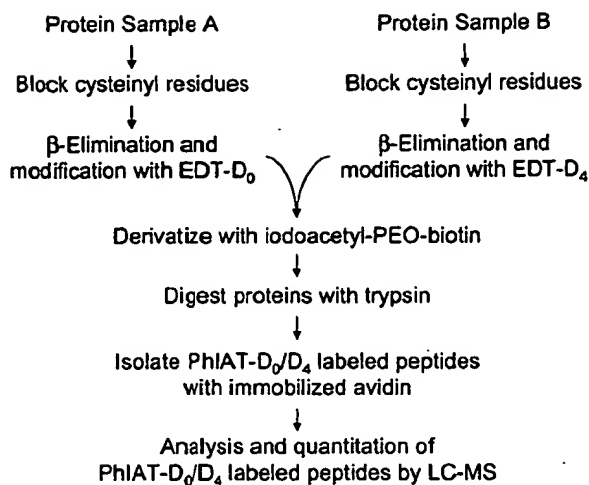 Protein Sample A
Block cysteinyl residues
β-Elimination and
modification with EDT-D₀
Protein Sample B
Block cysteinyl residues
β-Elimination and
modification with EDT-D₄
Derivatize with iodoacetyl-PEO-biotin
Digest proteins with trypsin
Isolate PhIAT-D₀/D₄ labeled peptides
with immobilized avidin
Analysis and quantitation of
PhIAT-D₀/D₄ labeled peptides by LC-MS